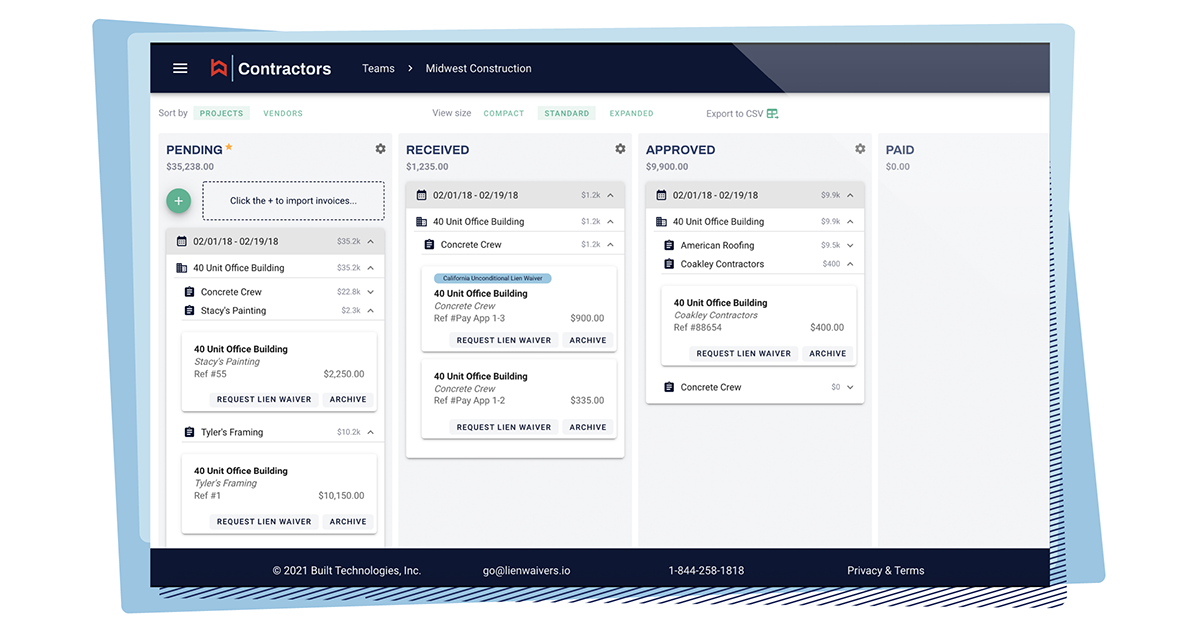 Contractors
Teams > Midwest Construction
Sort by PROJECTS VENDORS
View size COMPACT STANDARD EXPANDED
Export to CSV
PENDING
$35,238.00
+
Click the + to import invoices...
02/01/18 - 02/19/18 $35.2k
40 Unit Office Building $35.2k
Concrete Crew $22.8k
Stacy's Painting $2.3k
40 Unit Office Building
Stacy's Painting
Ref #55 $2,250.00
REQUEST LIEN WAIVER ARCHIVE
Tyler's Framing $10.2k
40 Unit Office Building
Tyler's Framing
Ref #1 $10,150.00
REQUEST LIEN WAIVER ARCHIVE
RECEIVED
$1,235.00
02/01/18 - 02/19/18 $1.2k
40 Unit Office Building $1.2k
Concrete Crew $1.2k
California Unconditional Lien Waiver
40 Unit Office Building
Concrete Crew
Ref #Pay App 1-3 $900.00
REQUEST LIEN WAIVER ARCHIVE
40 Unit Office Building
Concrete Crew
Ref #Pay App 1-2 $335.00
REQUEST LIEN WAIVER ARCHIVE
APPROVED
$9,900.00
02/01/18 - 02/19/18 $9.9k
40 Unit Office Building $9.9k
American Roofing $9.5k
Coakley Contractors $400
40 Unit Office Building
Coakley Contractors
Ref #88654 $400.00
REQUEST LIEN WAIVER ARCHIVE
Concrete Crew $0
PAID
$0.00
© 2021 Built Technologies, Inc. go@lienwaivers.io 1-844-258-1818 Privacy & Terms